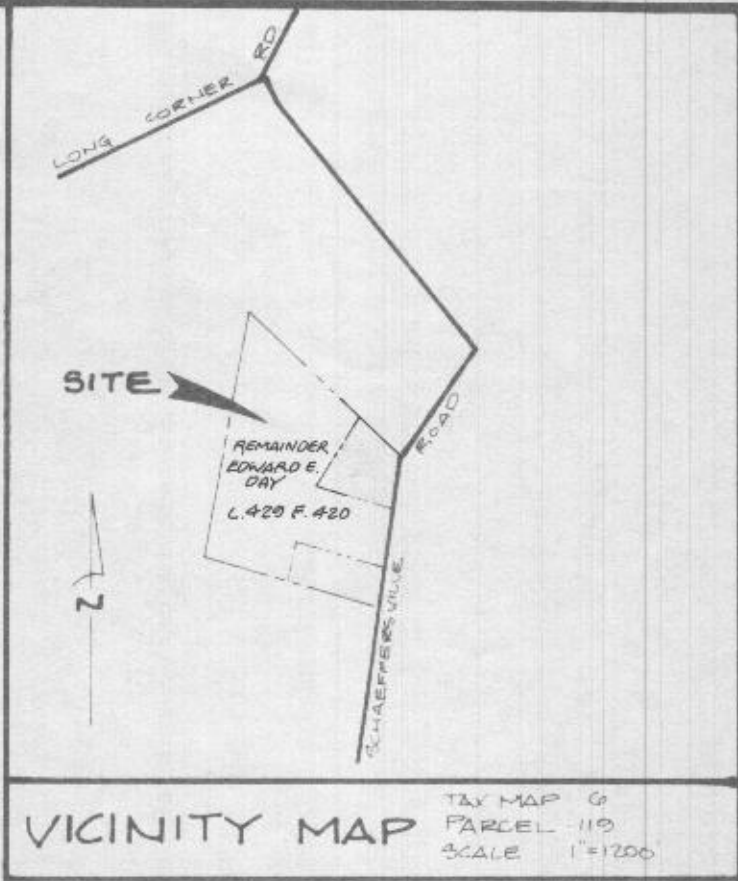 LONG CORNER RD
SITE
REMAINDER
EDWARD E.
DAY
L.429 F.420
SCHAEFFERSVILLE ROAD
N
VICINITY MAP
TAX MAP 6
PARCEL 119
SCALE 1"=1200'